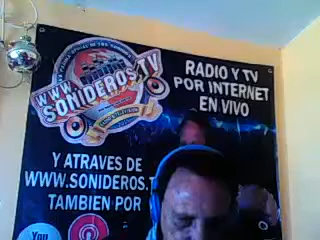 WWW.
SONIDEROS.TV
RADIO Y TV
POR INTERNET
EN VIVO
Y ATRAVES DE
WWW.SONIDEROS.T
TAMBIEN POR
You